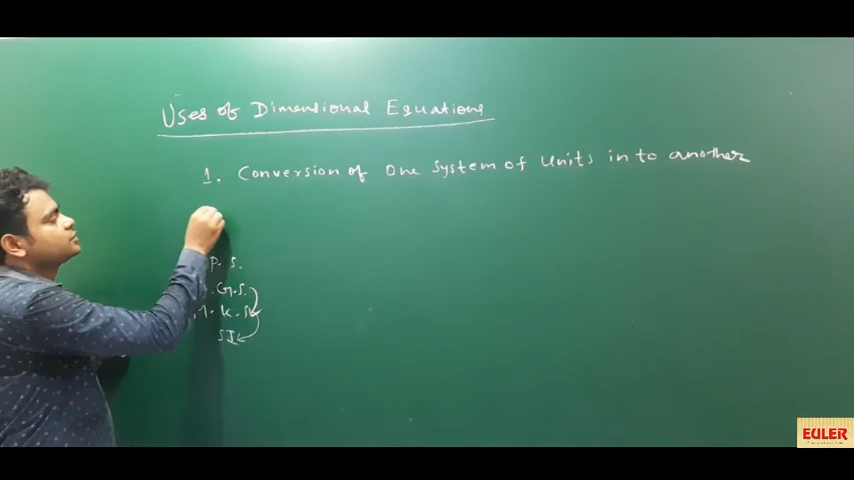 Uses of Dimensional Equations
1. Conversion of One System of Units in to another
P. S.
.G.S.
M. K. S
SI
EULER